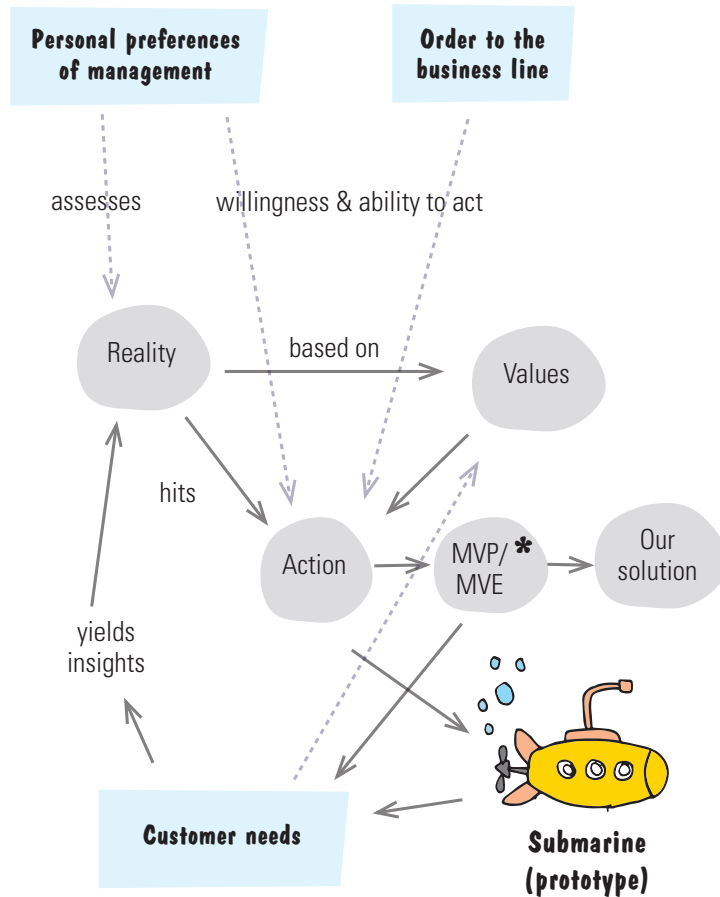 Personal preferences
of management
Order to the
business line
assesses
willingness & ability to act
Reality
based on
Values
hits
Action
MVP/ *
MVE
Our
solution
yields
insights
Customer needs
Submarine
(prototype)